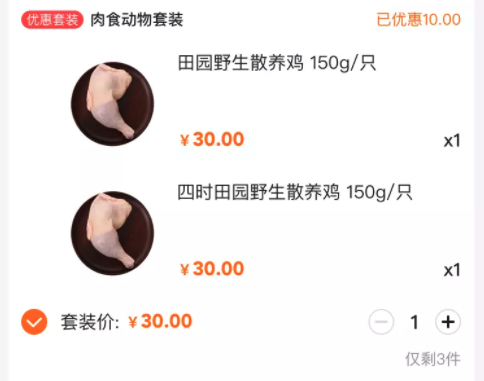 优惠套装 肉食动物套装 已优惠10.00
田园野生散养鸡 150g/只
¥30.00 x1
四时田园野生散养鸡 150g/只
¥30.00 x1
套装价: ¥30.00 1
仅剩3件